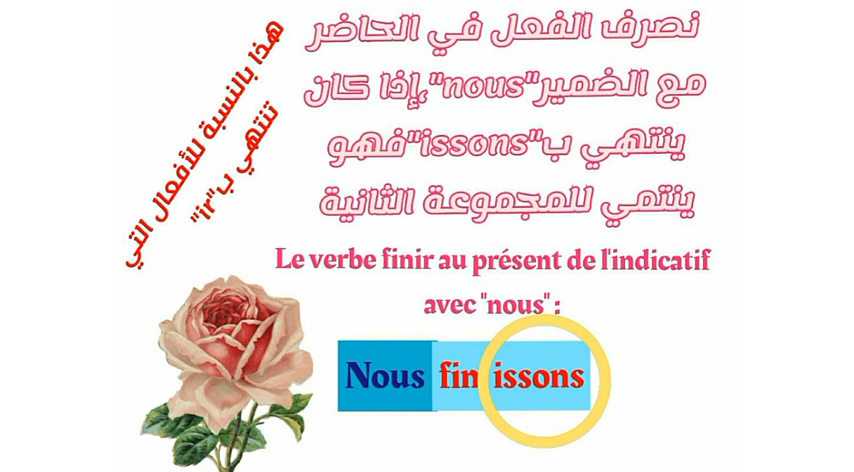 نصرف الفعل في الحاضر
مع الضمير"nous"،إذا كان
ينتهي ب"issons"فهو
ينتمي للمجموعة الثانية
هذا بالنسبة للأفعال التي
تنتهي ب"ir"
Le verbe finir au présent de l'indicatif
avec "nous" :
Nous finissons